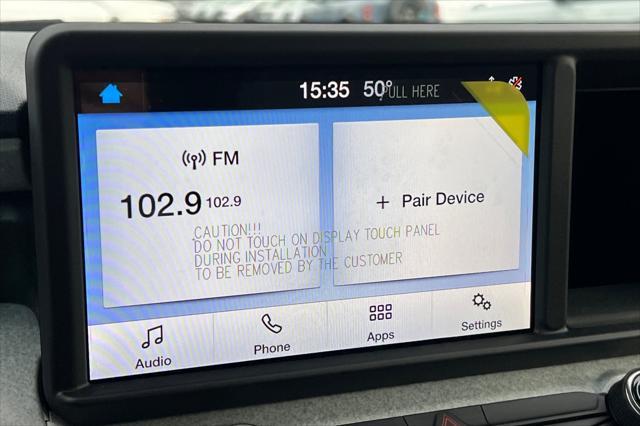 15:35 50°
PULL HERE
FM
102.9 102.9
+ Pair Device
CAUTION!!!
DO NOT TOUCH ON DISPLAY TOUCH PANEL
DURING INSTALLATION
TO BE REMOVED BY THE CUSTOMER
Audio
Phone
Apps
Settings